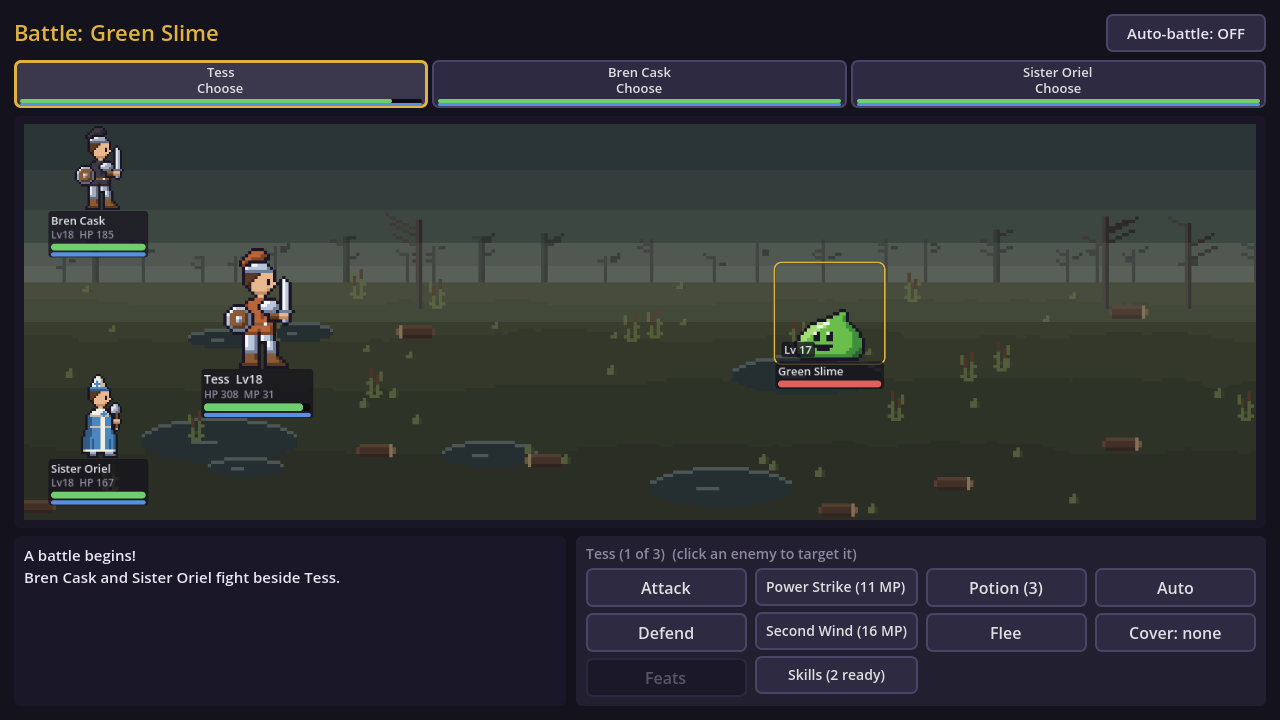 Battle: Green Slime
Auto-battle: OFF
Tess
Choose
Bren Cask
Choose
Sister Oriel
Choose
Bren Cask
Lv18 HP 185
Tess Lv18
HP 308 MP 31
Sister Oriel
Lv18 HP 167
Lv 17
Green Slime
A battle begins!
Bren Cask and Sister Oriel fight beside Tess.
Tess (1 of 3) (click an enemy to target it)
Attack
Power Strike (11 MP)
Potion (3)
Auto
Defend
Second Wind (16 MP)
Flee
Cover: none
Feats
Skills (2 ready)